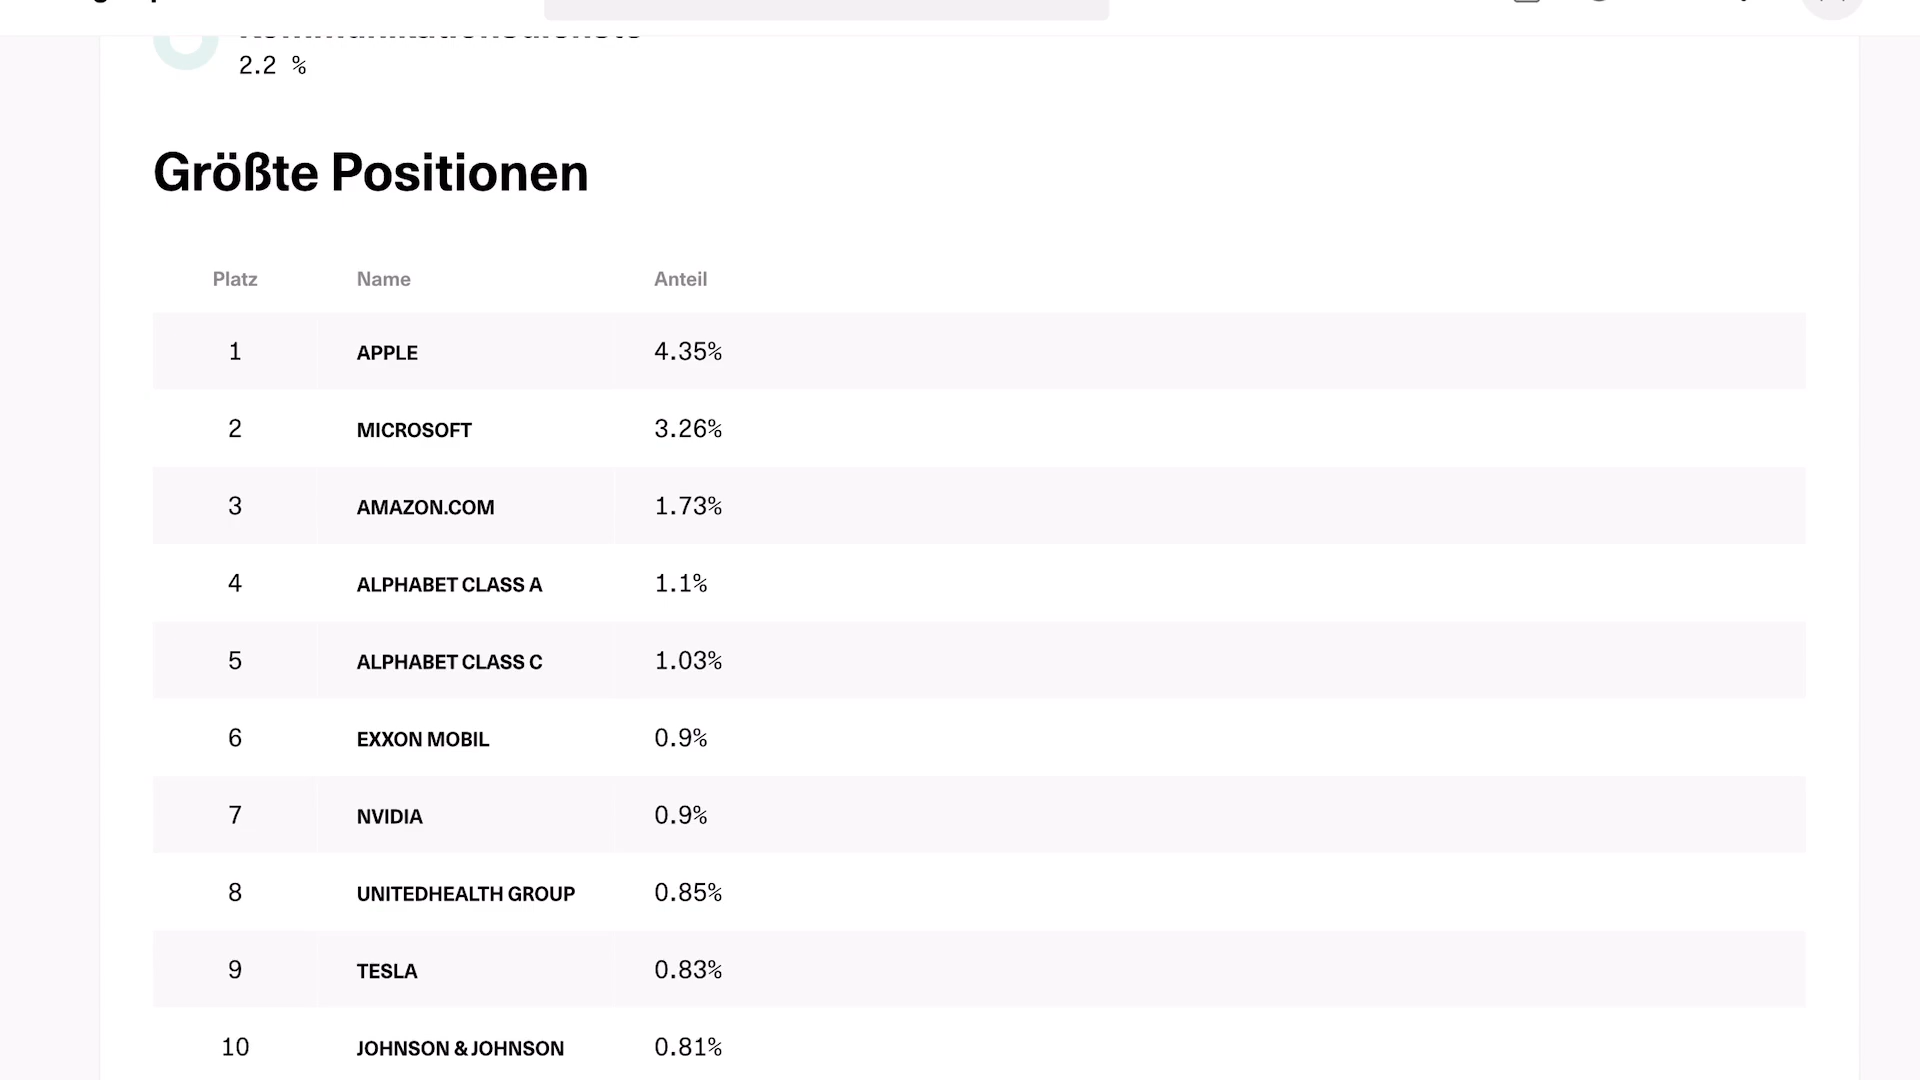 2.2 %
Größte Positionen
Platz Name Anteil
1 APPLE 4.35%
2 MICROSOFT 3.26%
3 AMAZON.COM 1.73%
4 ALPHABET CLASS A 1.1%
5 ALPHABET CLASS C 1.03%
6 EXXON MOBIL 0.9%
7 NVIDIA 0.9%
8 UNITEDHEALTH GROUP 0.85%
9 TESLA 0.83%
10 JOHNSON & JOHNSON 0.81%